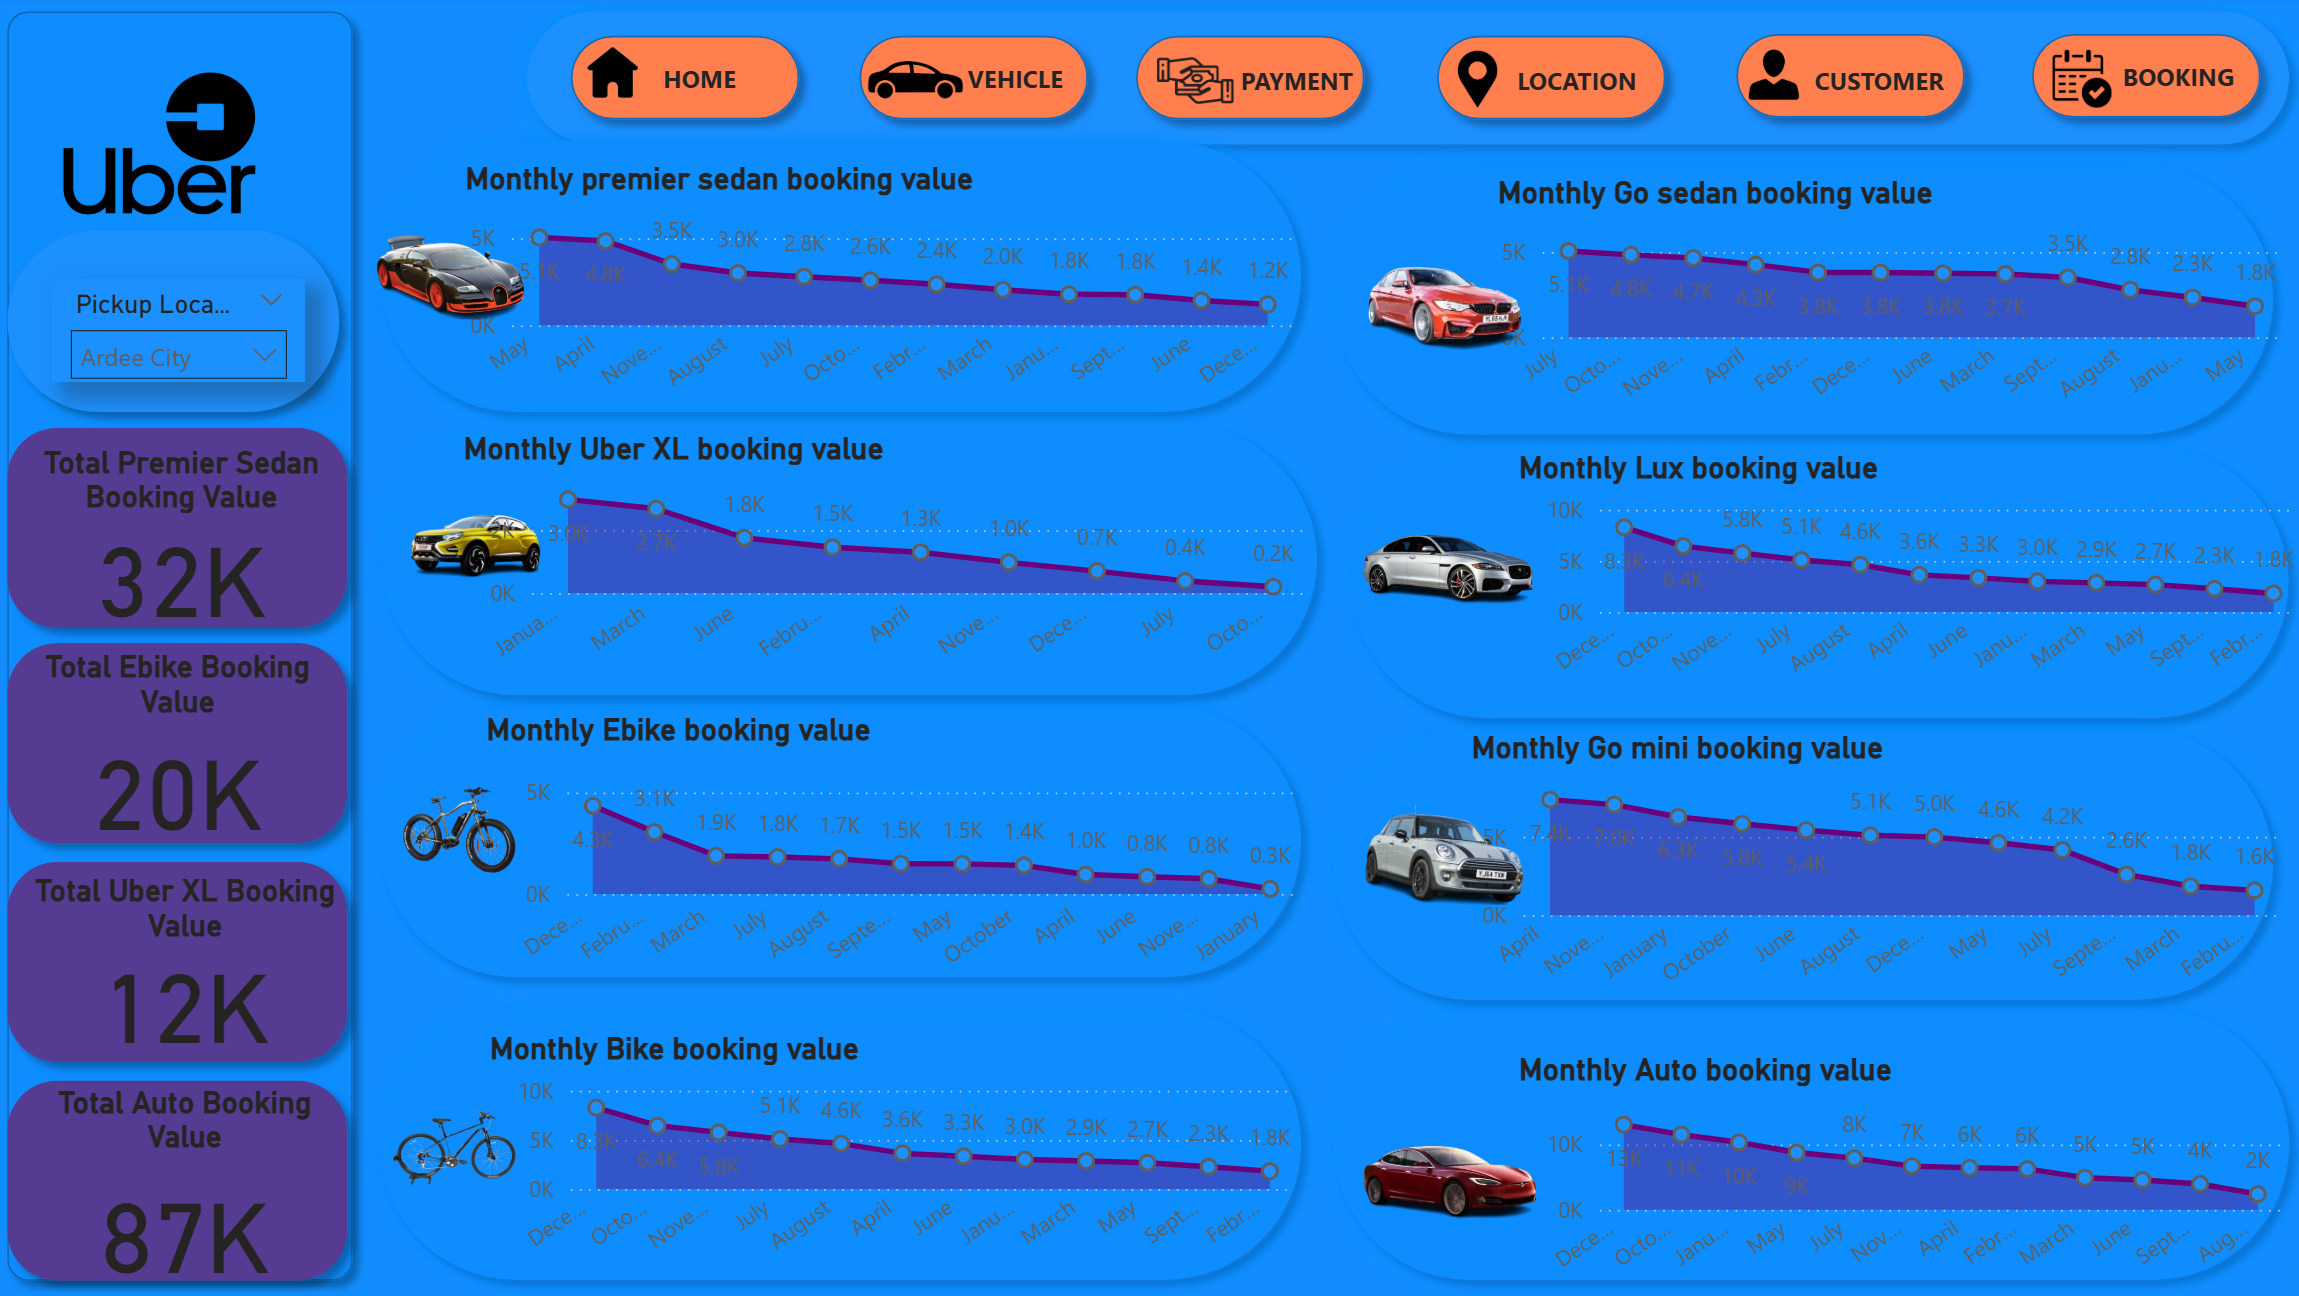 Uber
HOME
VEHICLE
PAYMENT
LOCATION
CUSTOMER
BOOKING
Pickup Loca...
Ardee City
Total Premier Sedan
Booking Value
32K
Total Ebike Booking
Value
20K
Total Uber XL Booking
Value
12K
Total Auto Booking
Value
87K
Monthly premier sedan booking value
5K
0K
5.1K 4.8K 3.5K 3.0K 2.8K 2.6K 2.4K 2.0K 1.8K 1.8K 1.4K 1.2K
May April Nove... August July Octo... Febr... March Janu... Sept... June Dece...
Monthly Go sedan booking value
5K
0K
5.1K 4.8K 4.7K 4.3K 3.8K 3.8K 3.8K 3.7K 3.5K 2.8K 2.3K 1.8K
July Octo... Nove... April Febr... Dece... June March Sept... August Janu... May
Monthly Uber XL booking value
2K
0K
3.0K 2.7K 1.8K 1.5K 1.3K 1.0K 0.7K 0.4K 0.2K
Janua... March June Febru... April Nove... Dece... July Octo...
Monthly Lux booking value
10K
5K
0K
8.3K 6.4K 5.8K 5.1K 4.6K 3.6K 3.3K 3.0K 2.9K 2.7K 2.3K 1.8K
Dece... Octo... Nove... July August April June Janu... March May Sept... Febr...
Monthly Ebike booking value
5K
0K
4.3K 3.1K 1.9K 1.8K 1.7K 1.5K 1.5K 1.4K 1.0K 0.8K 0.8K 0.3K
Dece... Febru... March July August Septe... May October April June Nove... January
Monthly Go mini booking value
5K
0K
7.4K 7.0K 6.3K 5.8K 5.4K 5.1K 5.0K 4.6K 4.2K 2.6K 1.8K 1.6K
April Nove... January October June August Dece... May July Septe... March Febru...
Monthly Bike booking value
10K
5K
0K
8.3K 6.4K 5.8K 5.1K 4.6K 3.6K 3.3K 3.0K 2.9K 2.7K 2.3K 1.8K
Dece... Octo... Nove... July August April June Janu... March May Sept... Febr...
Monthly Auto booking value
10K
0K
13K 11K 10K 9K 8K 7K 6K 6K 5K 5K 4K 2K
Dece... Octo... Janu... May July Nov... April Febr... March June Sept... Aug...